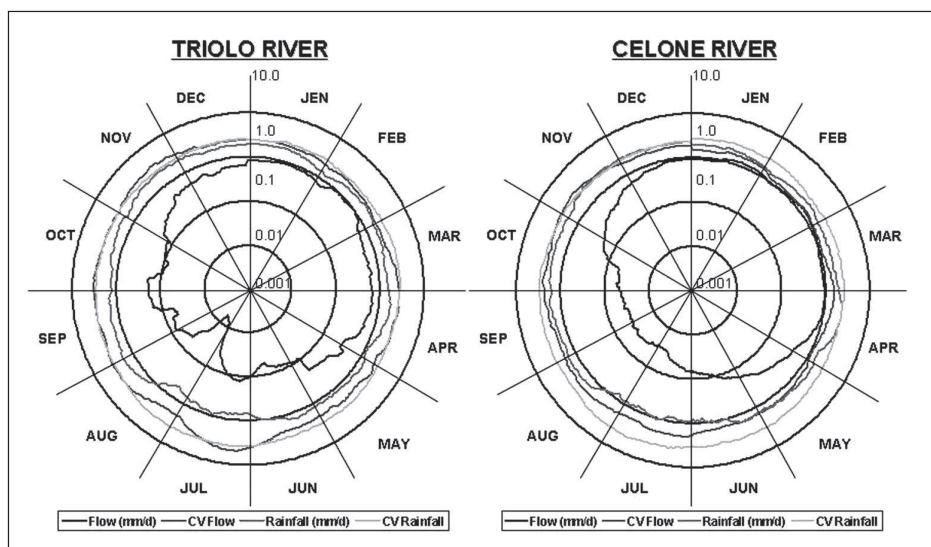 TRIOLO RIVER
10.0
DEC
JEN
NOV
FEB
1.0
0.1
OCT
MAR
0.01
0.001
SEP
APR
AUG
MAY
JUL
JUN
Flow (mm/d) CV Flow Rainfall (mm/d) CV Rainfall
CELONE RIVER
10.0
DEC
JEN
NOV
FEB
1.0
0.1
OCT
MAR
0.01
0.001
SEP
APR
AUG
MAY
JUL
JUN
Flow (mm/d) CV Flow Rainfall (mm/d) CV Rainfall